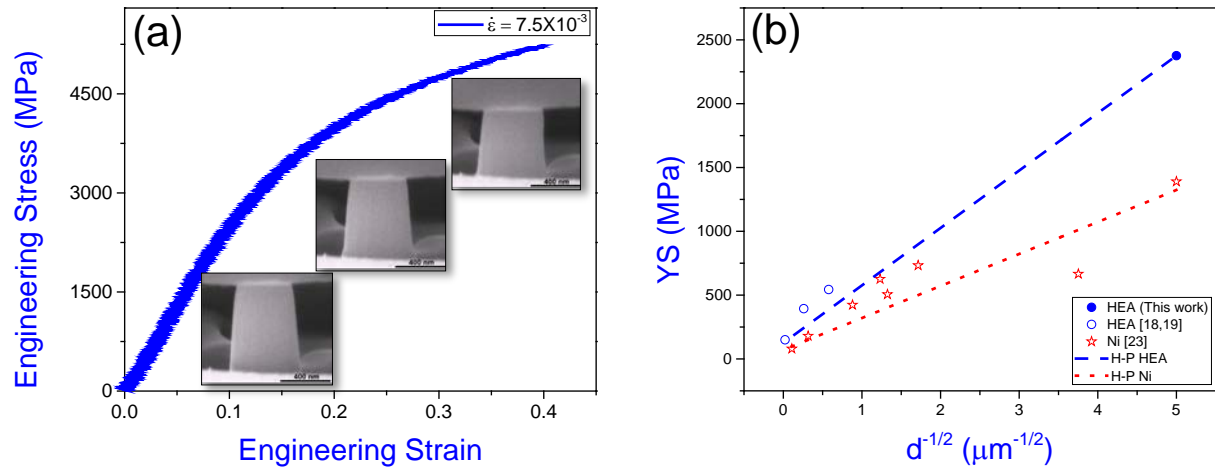 (a)
ε̇ = 7.5X10⁻³
Engineering Stress (MPa)
4500
3000
1500
0
400 nm
400 nm
400 nm
0.0 0.1 0.2 0.3 0.4
Engineering Strain
(b)
YS (MPa)
2500
2000
1500
1000
500
0
HEA (This work)
HEA [18,19]
Ni [23]
H-P HEA
H-P Ni
0 1 2 3 4 5
d⁻¹/² (μm⁻¹/²)